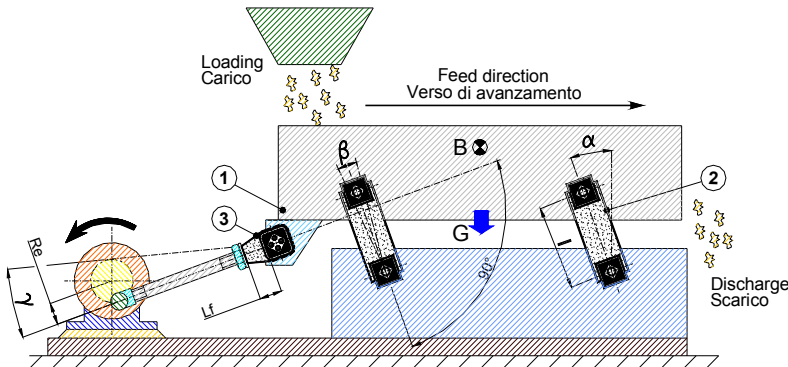 Loading
Carico
Feed direction
Verso di avanzamento
B
β
α
1
2
3
G
l
90°
Re
γ
Lf
Discharge
Scarico